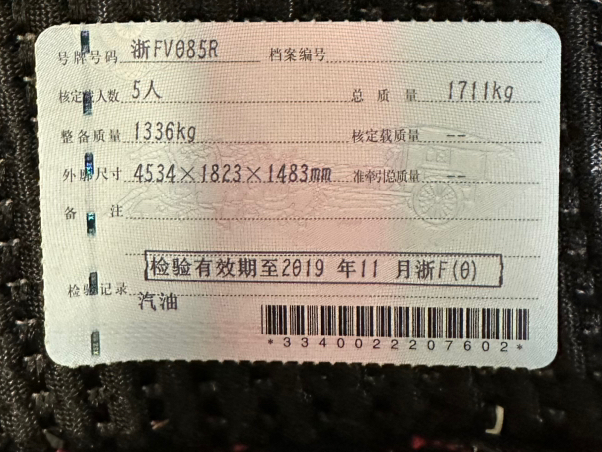 号牌号码 浙FV085R 档案编号
核定载人数 5人 总质量 1711kg
整备质量 1336kg 核定载质量 --
外廓尺寸 4534×1823×1483mm 准牵引总质量 --
备注
检验有效期至2019年11月浙F(0)
检验记录
汽油
*3340022207602*